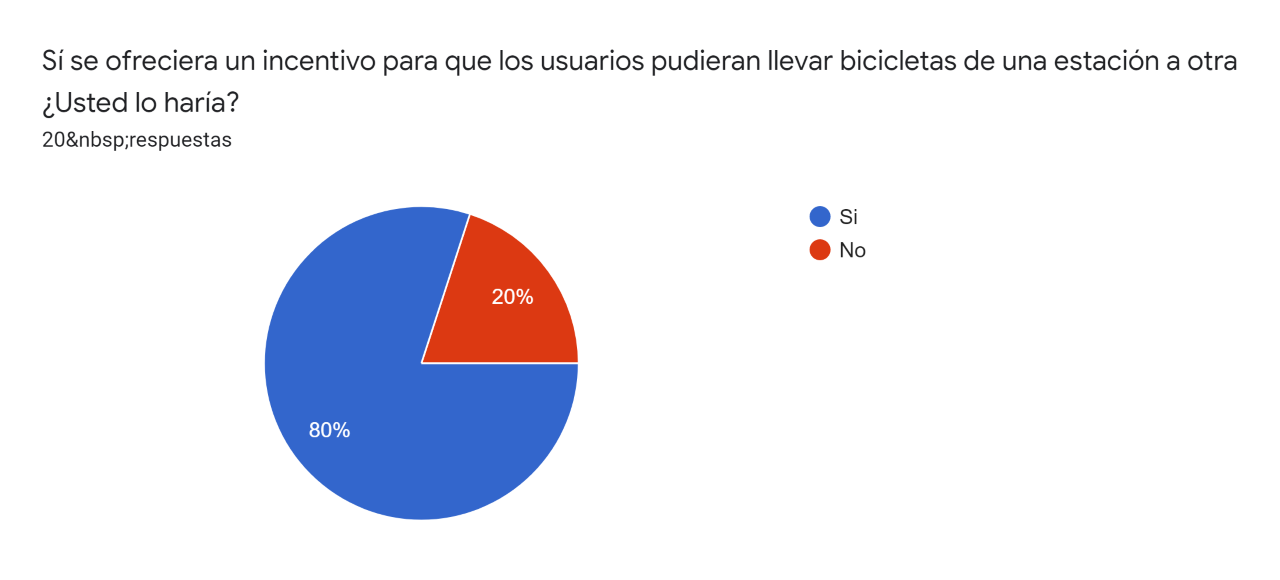 Sí se ofreciera un incentivo para que los usuarios pudieran llevar bicicletas de una estación a otra
¿Usted lo haría?
20&nbsp;respuestas
Si
No
20%
80%